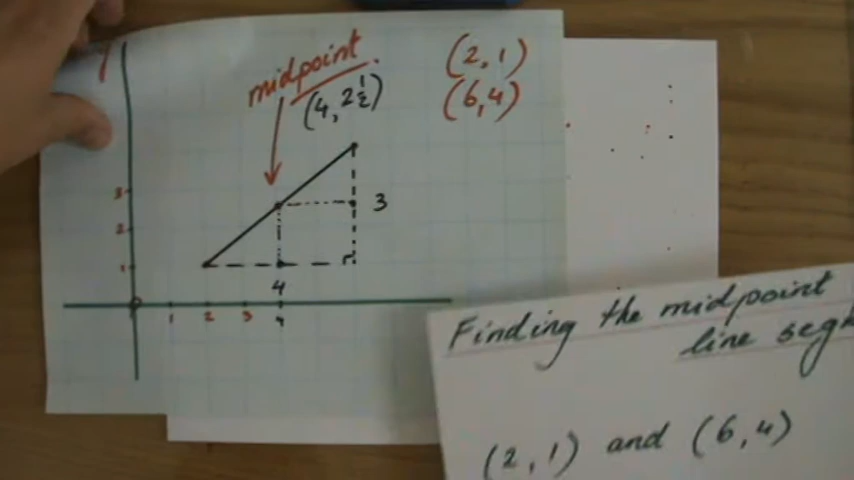 midpoint
(4, 2½)
(2, 1)
(6, 4)
3
2
1
3
4
1 2 3 4
Finding the midpoint
line
(2, 1) and (6, 4)